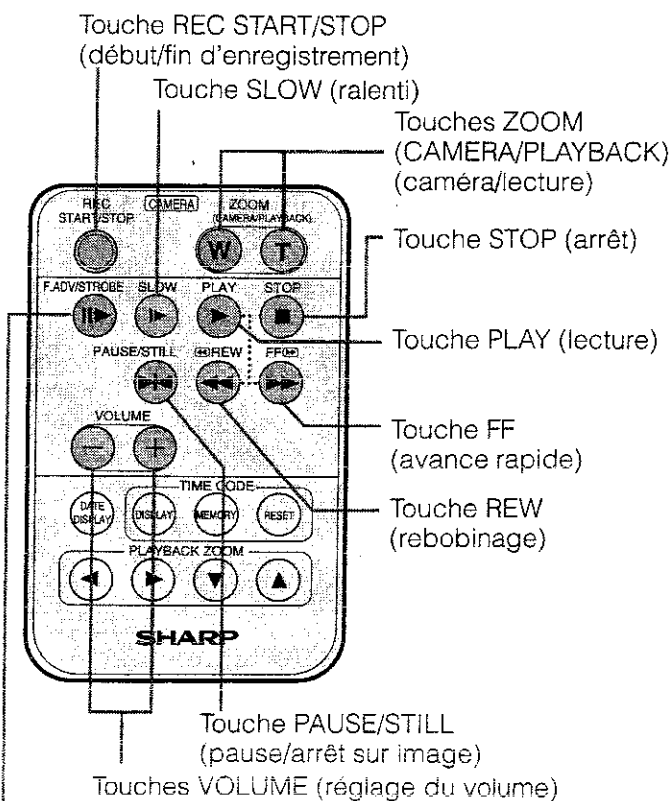 Touche REC START/STOP
(début/fin d'enregistrement)
Touche SLOW (ralenti)
Touches ZOOM
(CAMERA/PLAYBACK)
(caméra/lecture)
Touche STOP (arrêt)
Touche PLAY (lecture)
Touche FF
(avance rapide)
Touche REW
(rebobinage)
REC
START/STOP
CAMERA
ZOOM
(CAMERA/PLAYBACK)
W
T
F.ADV/STROBE
SLOW
PLAY
STOP
PAUSE/STILL
REW
FF
VOLUME
− +
TIME CODE
DATE
DISPLAY
DISPLAY
MEMORY
RESET
PLAYBACK ZOOM
SHARP
Touche PAUSE/STILL
(pause/arrêt sur image)
Touches VOLUME (réglage du volume)